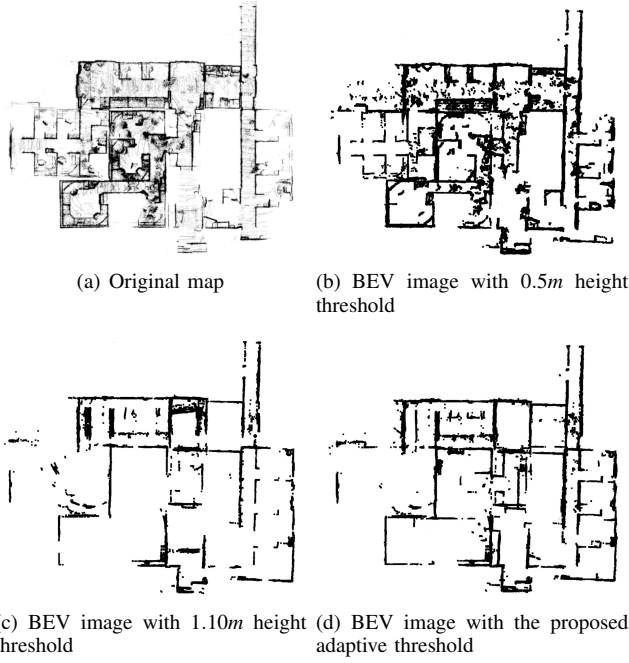 (a) Original map
(b) BEV image with 0.5m height
threshold
(c) BEV image with 1.10m height
threshold
(d) BEV image with the proposed
adaptive threshold